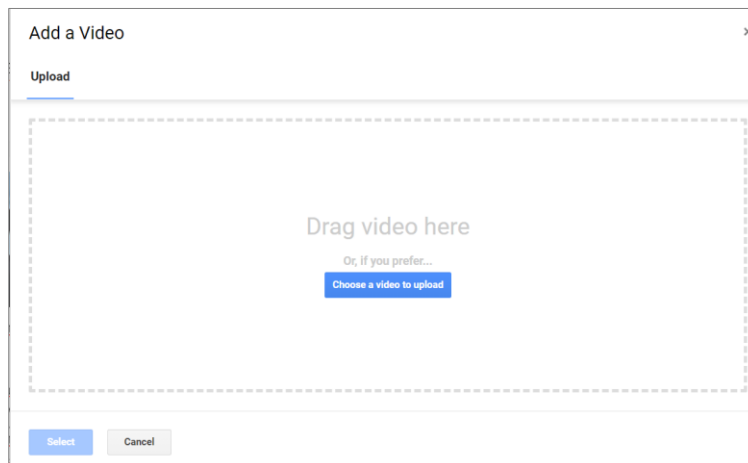 Add a Video
Upload
Drag video here
Or, if you prefer...
Choose a video to upload
Select
Cancel